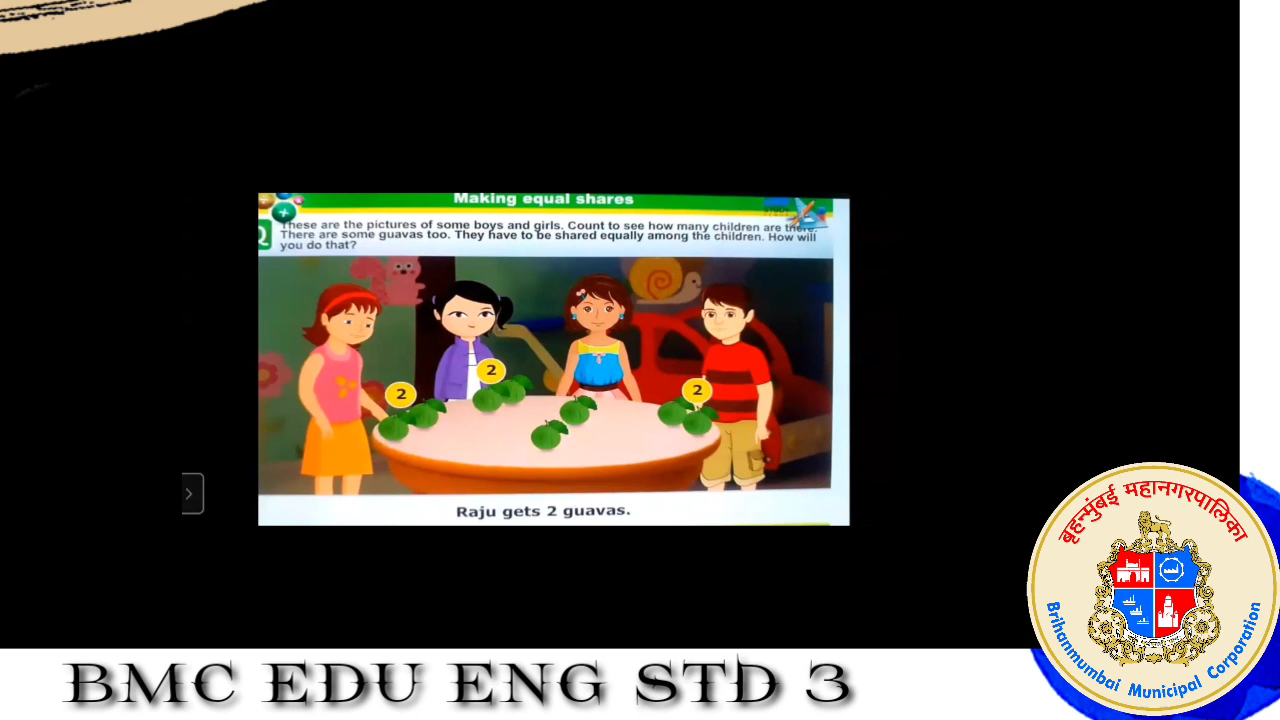 Making equal shares
Q These are the pictures of some boys and girls. Count to see how many children are there.
There are some guavas too. They have to be shared equally among the children. How will
you do that?
2
2
2
Raju gets 2 guavas.
बृहन्मुंबई महानगरपालिका
Brihanmumbai Municipal Corporation
BMC EDU ENG STD 3